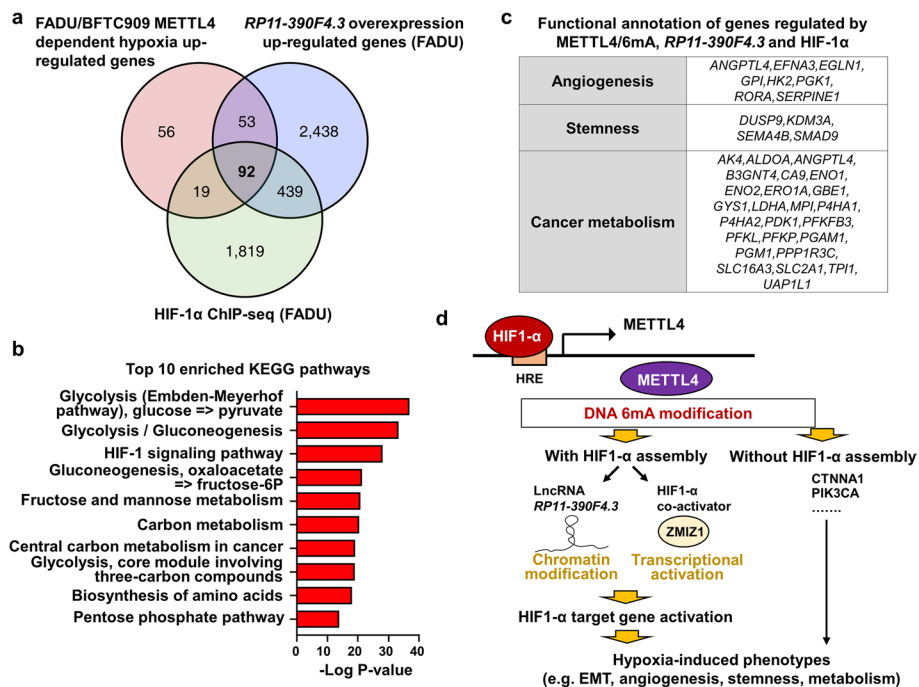 a
FADU/BFTC909 METTL4
dependent hypoxia up-
regulated genes
RP11-390F4.3 overexpression
up-regulated genes (FADU)
56
53
2,438
92
19
439
1,819
HIF-1α ChIP-seq (FADU)
b
Top 10 enriched KEGG pathways
Glycolysis (Embden-Meyerhof
pathway), glucose => pyruvate
Glycolysis / Gluconeogenesis
HIF-1 signaling pathway
Gluconeogenesis, oxaloacetate
=> fructose-6P
Fructose and mannose metabolism
Carbon metabolism
Central carbon metabolism in cancer
Glycolysis, core module involving
three-carbon compounds
Biosynthesis of amino acids
Pentose phosphate pathway
0 10 20 30 40
-Log P-value
c
Functional annotation of genes regulated by
METTL4/6mA, RP11-390F4.3 and HIF-1α
Angiogenesis
ANGPTL4,EFNA3,EGLN1,
GPI,HK2,PGK1,
RORA,SERPINE1
Stemness
DUSP9,KDM3A,
SEMA4B,SMAD9
Cancer metabolism
AK4,ALDOA,ANGPTL4,
B3GNT4,CA9,ENO1,
ENO2,ERO1A,GBE1,
GYS1,LDHA,MPI,P4HA1,
P4HA2,PDK1,PFKFB3,
PFKL,PFKP,PGAM1,
PGM1,PPP1R3C,
SLC16A3,SLC2A1,TPI1,
UAP1L1
d
HIF1-α
METTL4
HRE
METTL4
DNA 6mA modification
With HIF1-α assembly
Without HIF1-α assembly
LncRNA
RP11-390F4.3
HIF1-α
co-activator
ZMIZ1
CTNNA1
PIK3CA
.......
Chromatin
modification
Transcriptional
activation
HIF1-α target gene activation
Hypoxia-induced phenotypes
(e.g. EMT, angiogenesis, stemness, metabolism)